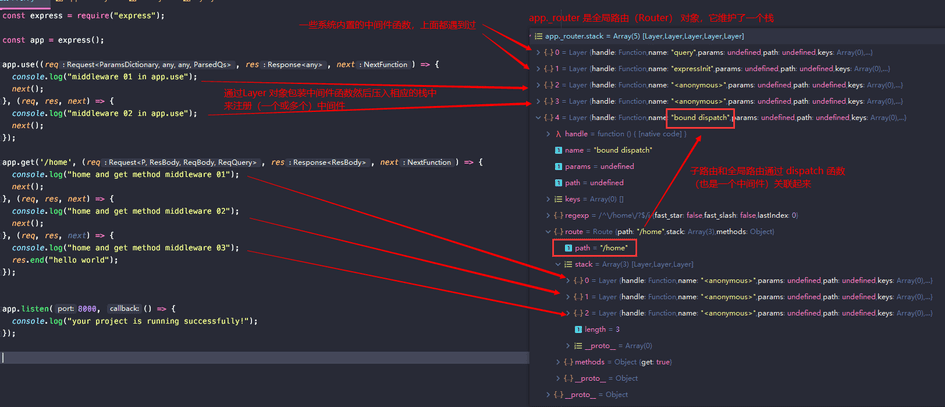 const express = require("express");
const app = express();
app.use((req :Request<ParamsDictionary, any, any, ParsedQs>, res :Response<any>, next :NextFunction) => {
console.log("middleware 01 in app.use");
next();
}, (req, res, next) => {
console.log("middleware 02 in app.use");
next();
});
app.get('/home', (req :Request<P, ResBody, ReqBody, ReqQuery>, res :Response<ResBody>, next :NextFunction) => {
console.log("home and get method middleware 01");
next();
}, (req, res, next) => {
console.log("home and get method middleware 02");
next();
}, (req, res, next) => {
console.log("home and get method middleware 03");
res.end("hello world");
});
app.listen( port: 8000, callback: () => {
console.log("your project is running successfully!");
});
一些系统内置的中间件函数，上面都遇到过
通过Layer 对象包装中间件函数然后压入相应的栈中
来注册（一个或多个）中间件
app._router 是全局路由（Router） 对象，它维护了一个栈
app._router.stack = Array(5) [Layer,Layer,Layer,Layer,Layer]
0 = Layer {handle: Function,name: "query",params: undefined,path: undefined,keys: Array(0),...}
1 = Layer {handle: Function,name: "expressInit",params: undefined,path: undefined,keys: Array(0),...}
2 = Layer {handle: Function,name: "<anonymous>",params: undefined,path: undefined,keys: Array(0),...}
3 = Layer {handle: Function,name: "<anonymous>",params: undefined,path: undefined,keys: Array(0),...}
4 = Layer {handle: Function,name: "bound dispatch",params: undefined,path: undefined,keys: Array(0),...}
handle = function () { [native code] }
name = "bound dispatch"
params = undefined
path = undefined
keys = Array(0) []
regexp = /^\/home\/?$/i {fast_star: false,fast_slash: false,lastIndex: 0}
route = Route {path: "/home",stack: Array(3),methods: Object}
path = "/home"
stack = Array(3) [Layer,Layer,Layer]
0 = Layer {handle: Function,name: "<anonymous>",params: undefined,path: undefined,keys: Array(0),...}
1 = Layer {handle: Function,name: "<anonymous>",params: undefined,path: undefined,keys: Array(0),...}
2 = Layer {handle: Function,name: "<anonymous>",params: undefined,path: undefined,keys: Array(0),...}
length = 3
__proto__ = Array(0)
methods = Object {get: true}
__proto__ = Object
__proto__ = Object
子路由和全局路由通过 dispatch 函数
（也是一个中间件）关联起来